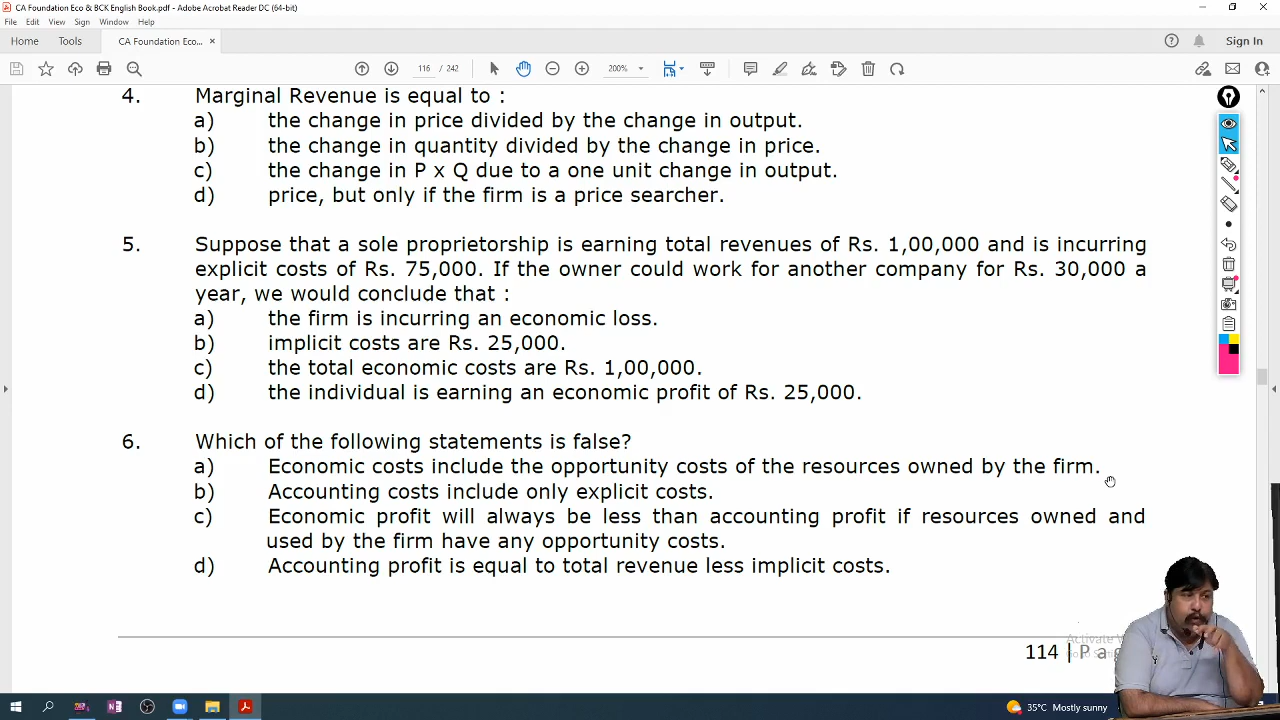 CA Foundation Eco & BCK English Book.pdf - Adobe Acrobat Reader DC (64-bit)
File Edit View Sign Window Help
Home Tools CA Foundation Eco... × Sign In
116 / 242 200%
4. Marginal Revenue is equal to :
a) the change in price divided by the change in output.
b) the change in quantity divided by the change in price.
c) the change in P x Q due to a one unit change in output.
d) price, but only if the firm is a price searcher.
5. Suppose that a sole proprietorship is earning total revenues of Rs. 1,00,000 and is incurring
explicit costs of Rs. 75,000. If the owner could work for another company for Rs. 30,000 a
year, we would conclude that :
a) the firm is incurring an economic loss.
b) implicit costs are Rs. 25,000.
c) the total economic costs are Rs. 1,00,000.
d) the individual is earning an economic profit of Rs. 25,000.
6. Which of the following statements is false?
a) Economic costs include the opportunity costs of the resources owned by the firm.
b) Accounting costs include only explicit costs.
c) Economic profit will always be less than accounting profit if resources owned and
used by the firm have any opportunity costs.
d) Accounting profit is equal to total revenue less implicit costs.
Activate
114 | P a
35°C Mostly sunny